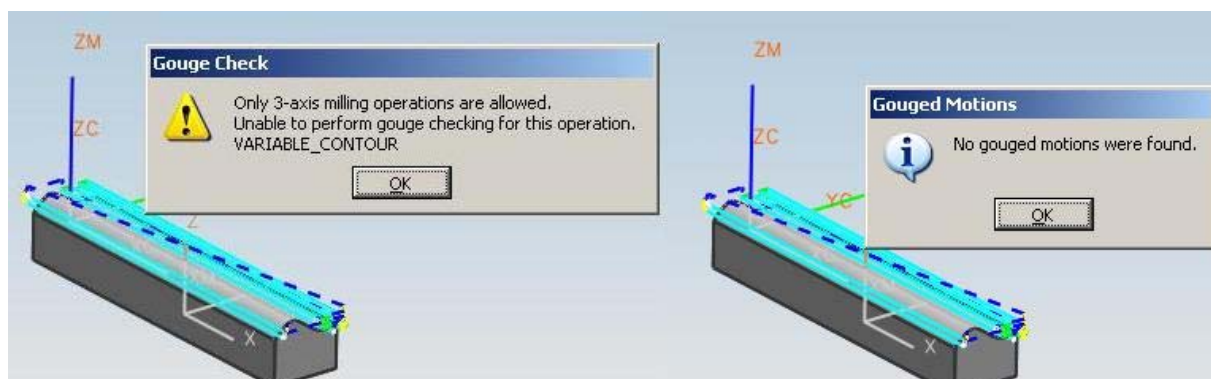 ZM
Gouge Check
Only 3-axis milling operations are allowed.
Unable to perform gouge checking for this operation.
VARIABLE_CONTOUR
OK
ZC
Z
X
ZM
Gouged Motions
No gouged motions were found.
OK
ZC
YC
X